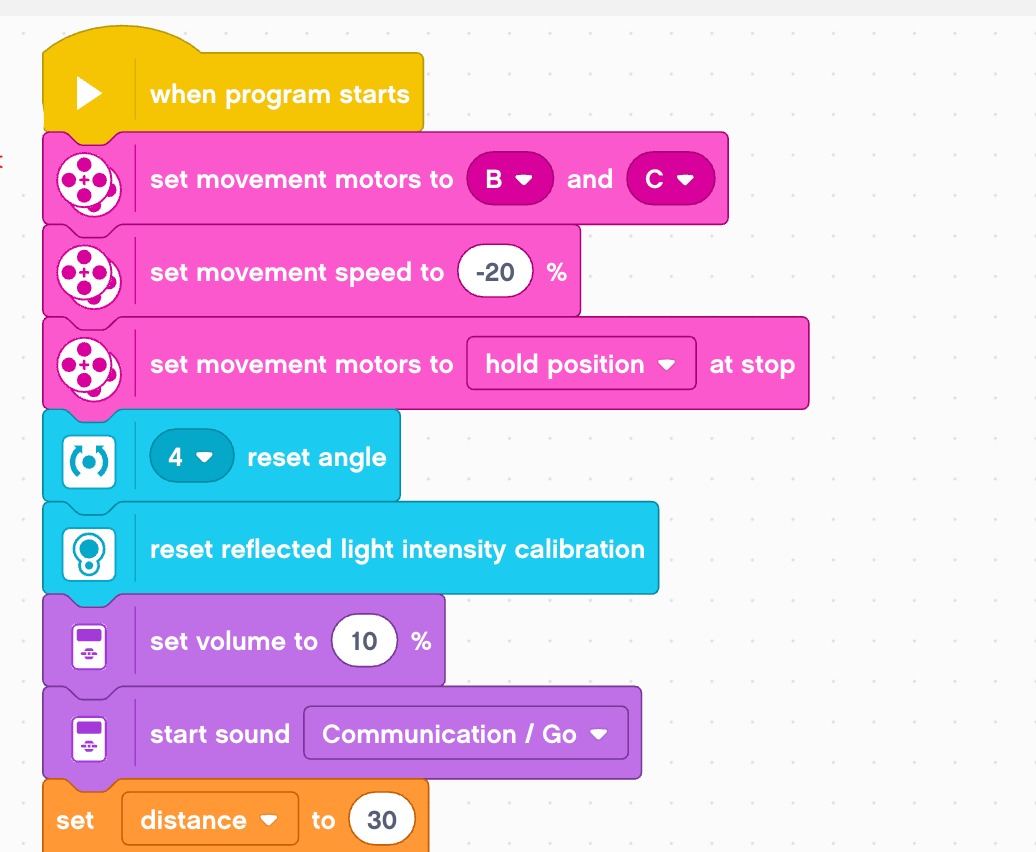 when program starts
set movement motors to B and C
set movement speed to -20 %
set movement motors to hold position at stop
4 reset angle
reset reflected light intensity calibration
set volume to 10 %
start sound Communication / Go
set distance to 30